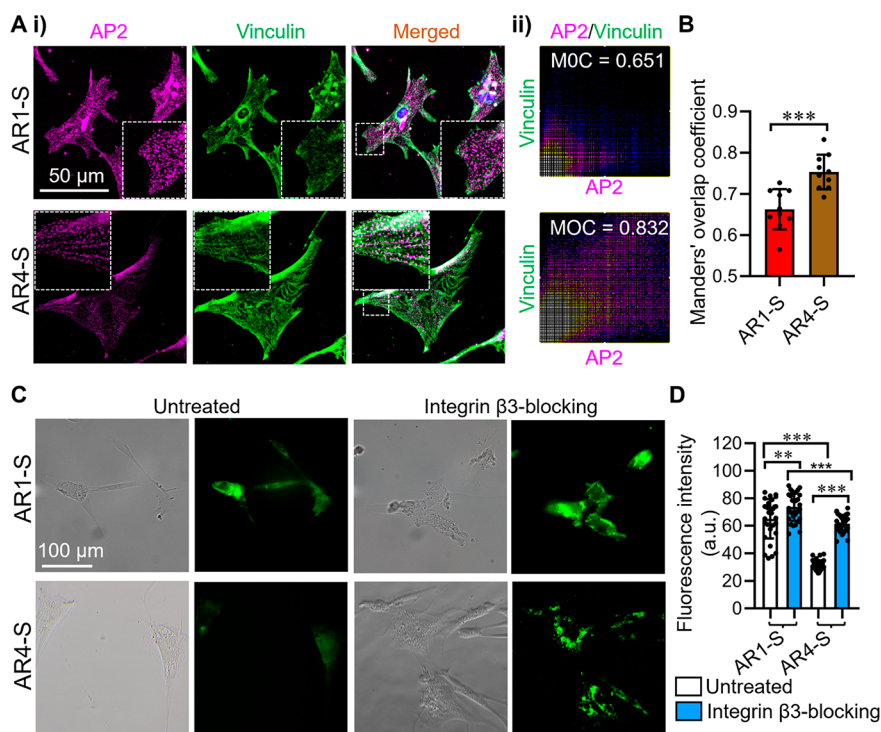 A i) AP2 Vinculin Merged ii) AP2/Vinculin B
AR1-S
50 μm
M0C = 0.651
Vinculin
AP2
AR4-S
MOC = 0.832
Vinculin
AP2
Manders' overlap coefficient
0.9
0.8
0.7
0.6
0.5
***
AR1-S AR4-S
C Untreated Integrin β3-blocking D
AR1-S
100 μm
AR4-S
Fluorescence intensity
(a.u.)
120
100
80
60
40
20
0
***
** ***
***
AR1-S AR4-S
Untreated
Integrin β3-blocking